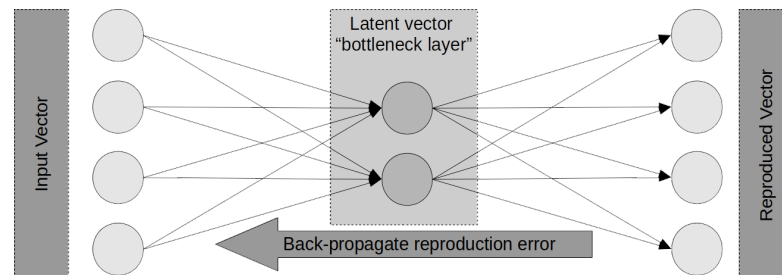 Input Vector
Latent vector
“bottleneck layer”
Back-propagate reproduction error
Reproduced Vector